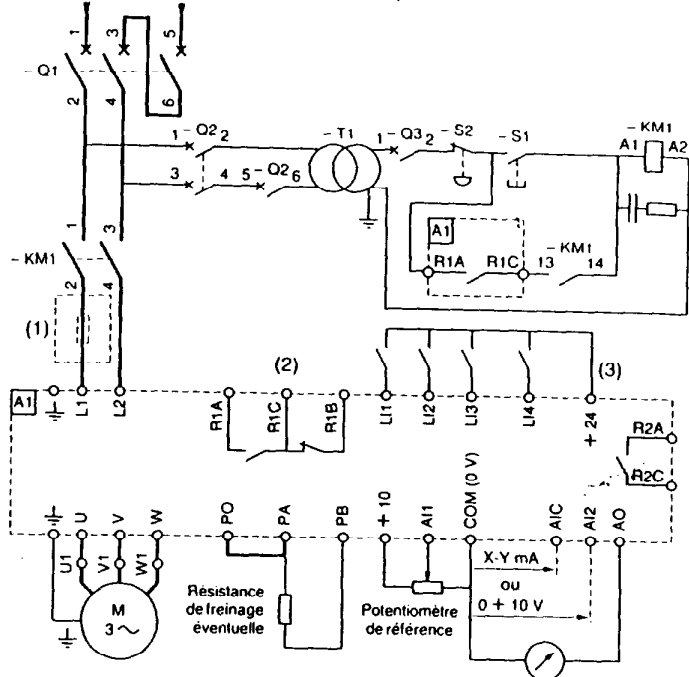 1 3 5
- Q1
2 4 6
1 - Q2 2
3 4 5 - Q2 6
- T1
1 - Q3 2
- S2
- S1
- KM1
A1 A2
A1
R1A R1C 13 - KM1 14
1 3
- KM1
2 4
(1)
(2)
(3)
A1
L1 L2
R1A R1C R1B
LI1 LI2 LI3 LI4 + 24
R2A
R2C
U V W
PO PA PB
+ 10 AI1 COM (0 V) AIC AI2 AO
U1 V1 W1
M
3 ~
Résistance
de freinage
éventuelle
Potentiomètre
de référence
X-Y mA
ou
0 + 10 V